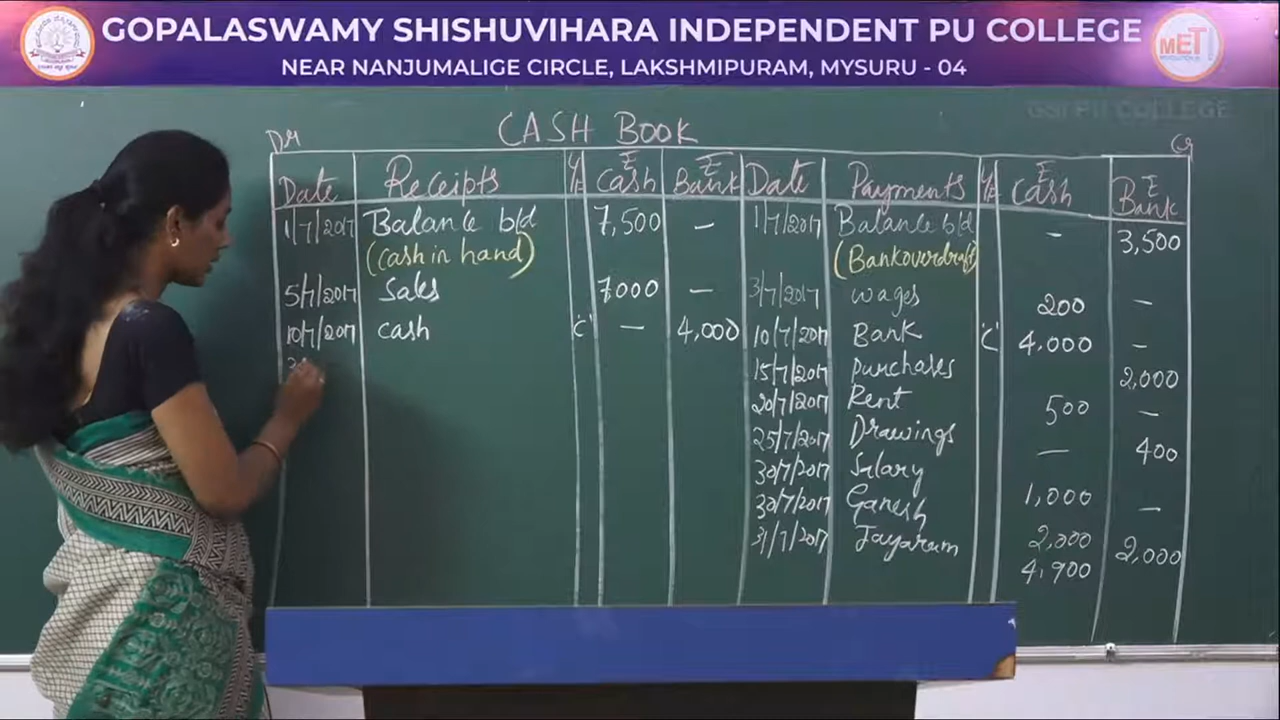 GOPALASWAMY SHISHUVIHARA INDEPENDENT PU COLLEGE
NEAR NANJUMALIGE CIRCLE, LAKSHMIPURAM, MYSURU - 04
MET
GSI PU COLLEGE
CASH BOOK
Dr Cr
Date Receipts L/F ₹ Cash ₹ Bank Date Payments L/F ₹ Cash ₹ Bank
1/7/2017 Balance b/d 7,500 – 1/7/2017 Balance b/d – 3,500
(cash in hand) (Bank overdraft)
5/7/2017 Sales 7000 – 3/7/2017 wages 200 –
10/7/2017 cash 'C' – 4,000 10/7/2017 Bank 'C' 4,000 –
15/7/2017 purchases 2,000
20/7/2017 Rent 500 –
25/7/2017 Drawings – 400
30/7/2017 Salary 1,000 –
30/7/2017 Ganesh 2,000 2,000
31/7/2017 Jayaram 4,900